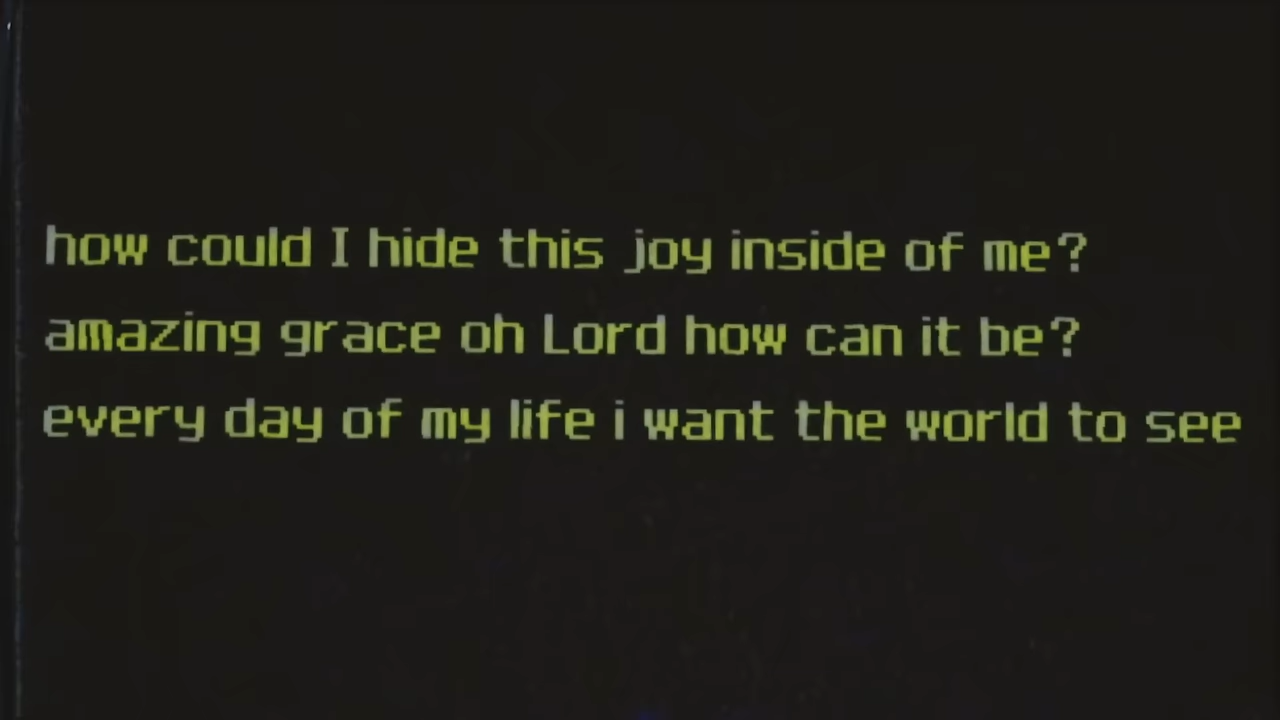 how could I hide this joy inside of me?
amazing grace oh Lord how can it be?
every day of my life i want the world to see